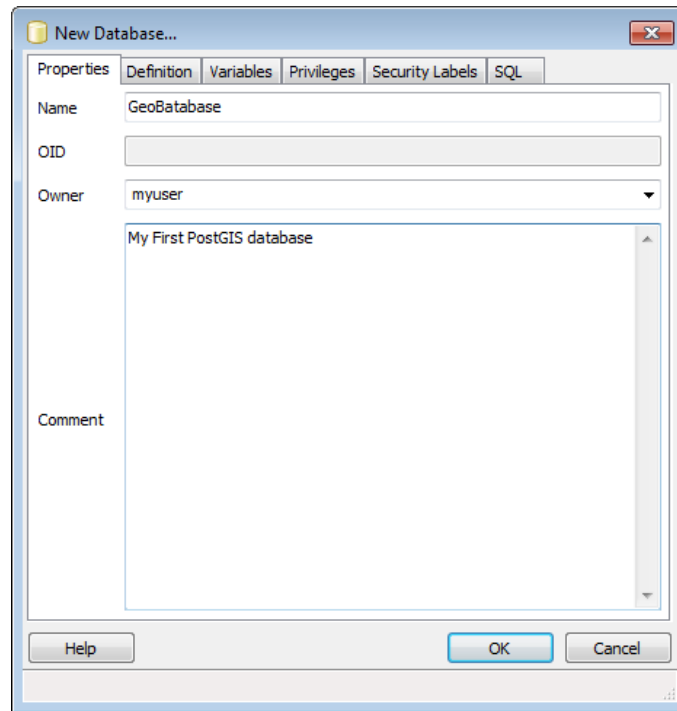 New Database...
Properties Definition Variables Privileges Security Labels SQL
Name GeoBatabase
OID
Owner myuser
My First PostGIS database
Comment
Help OK Cancel